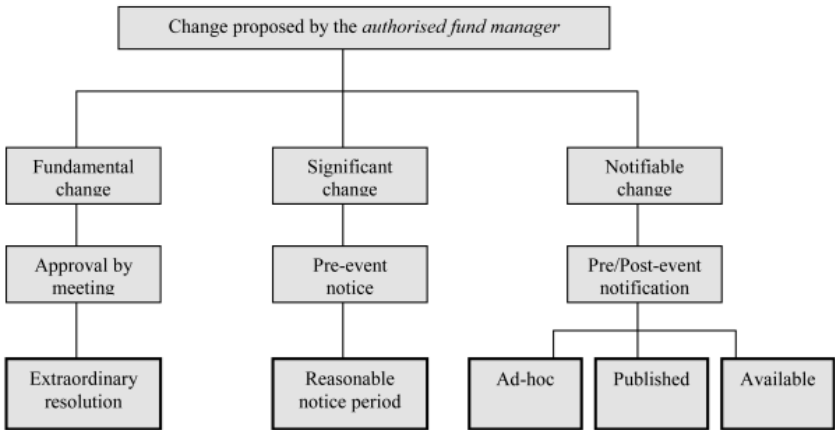 Change proposed by the authorised fund manager
Fundamental
change
Significant
change
Notifiable
change
Approval by
meeting
Pre-event
notice
Pre/Post-event
notification
Extraordinary
resolution
Reasonable
notice period
Ad-hoc
Published
Available